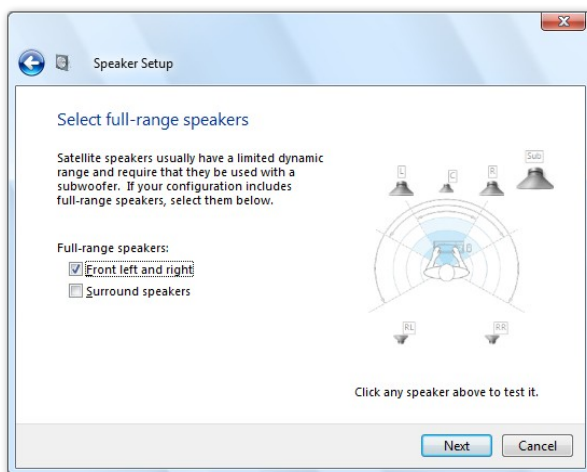 Speaker Setup
Select full-range speakers
Satellite speakers usually have a limited dynamic
range and require that they be used with a
subwoofer. If your configuration includes
full-range speakers, select them below.
Full-range speakers:
Front left and right
Surround speakers
L C R Sub
RL RR
Click any speaker above to test it.
Next Cancel